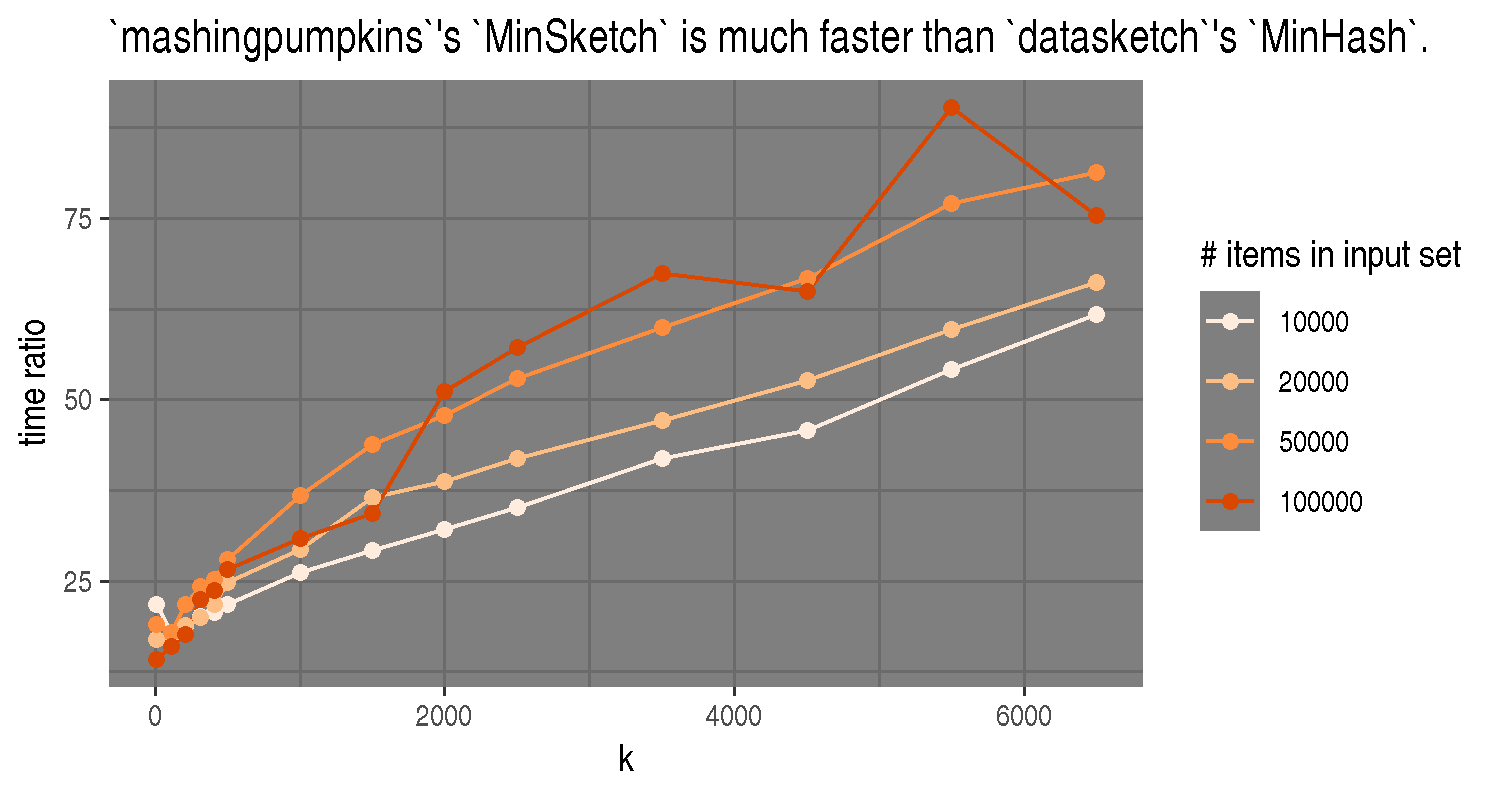 `mashingpumpkins`'s `MinSketch` is much faster than `datasketch`'s `MinHash`.
75
50
25
time ratio
0
2000
4000
6000
k
# items in input set
10000
20000
50000
100000